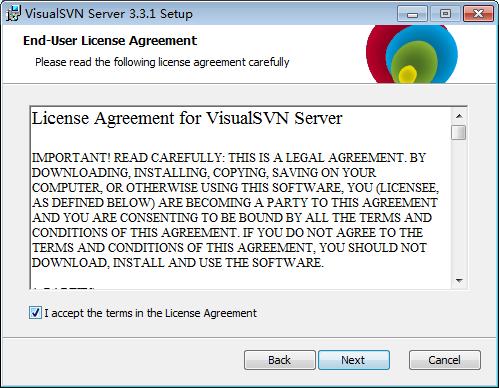 VisualSVN Server 3.3.1 Setup
End-User License Agreement
Please read the following license agreement carefully
License Agreement for VisualSVN Server
IMPORTANT! READ CAREFULLY: THIS IS A LEGAL AGREEMENT. BY
DOWNLOADING, INSTALLING, COPYING, SAVING ON YOUR
COMPUTER, OR OTHERWISE USING THIS SOFTWARE, YOU (LICENSEE,
AS DEFINED BELOW) ARE BECOMING A PARTY TO THIS AGREEMENT
AND YOU ARE CONSENTING TO BE BOUND BY ALL THE TERMS AND
CONDITIONS OF THIS AGREEMENT. IF YOU DO NOT AGREE TO THE
TERMS AND CONDITIONS OF THIS AGREEMENT, YOU SHOULD NOT
DOWNLOAD, INSTALL AND USE THE SOFTWARE.
I accept the terms in the License Agreement
Back
Next
Cancel